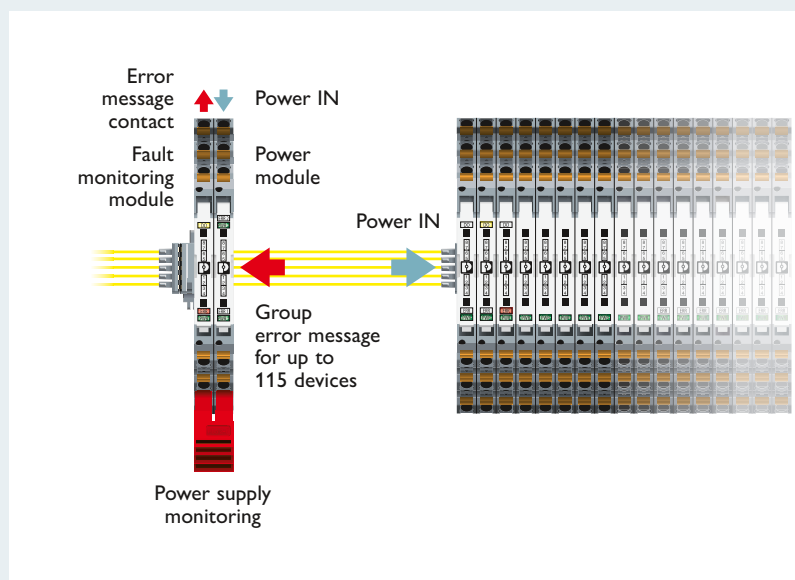 Error
message
contact
Power IN
Fault
monitoring
module
Power
module
Power IN
Group
error message
for up to
115 devices
Power supply
monitoring